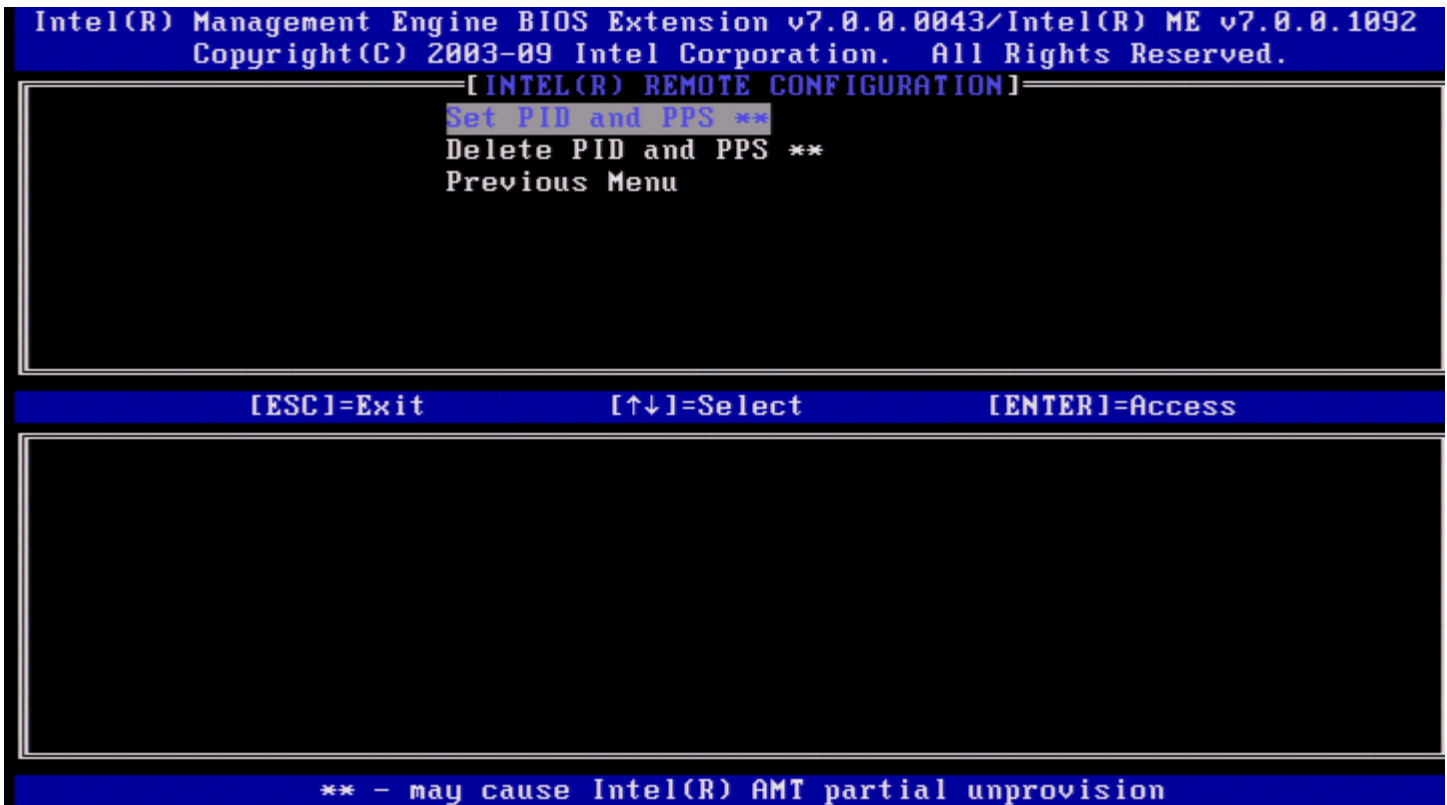 Intel(R) Management Engine BIOS Extension v7.0.0.0043/Intel(R) ME v7.0.0.1092
Copyright(C) 2003-09 Intel Corporation.  All Rights Reserved.
[INTEL(R) REMOTE CONFIGURATION]
Set PID and PPS **
Delete PID and PPS **
Previous Menu
[ESC]=Exit [↑↓]=Select [ENTER]=Access
** - may cause Intel(R) AMT partial unprovision